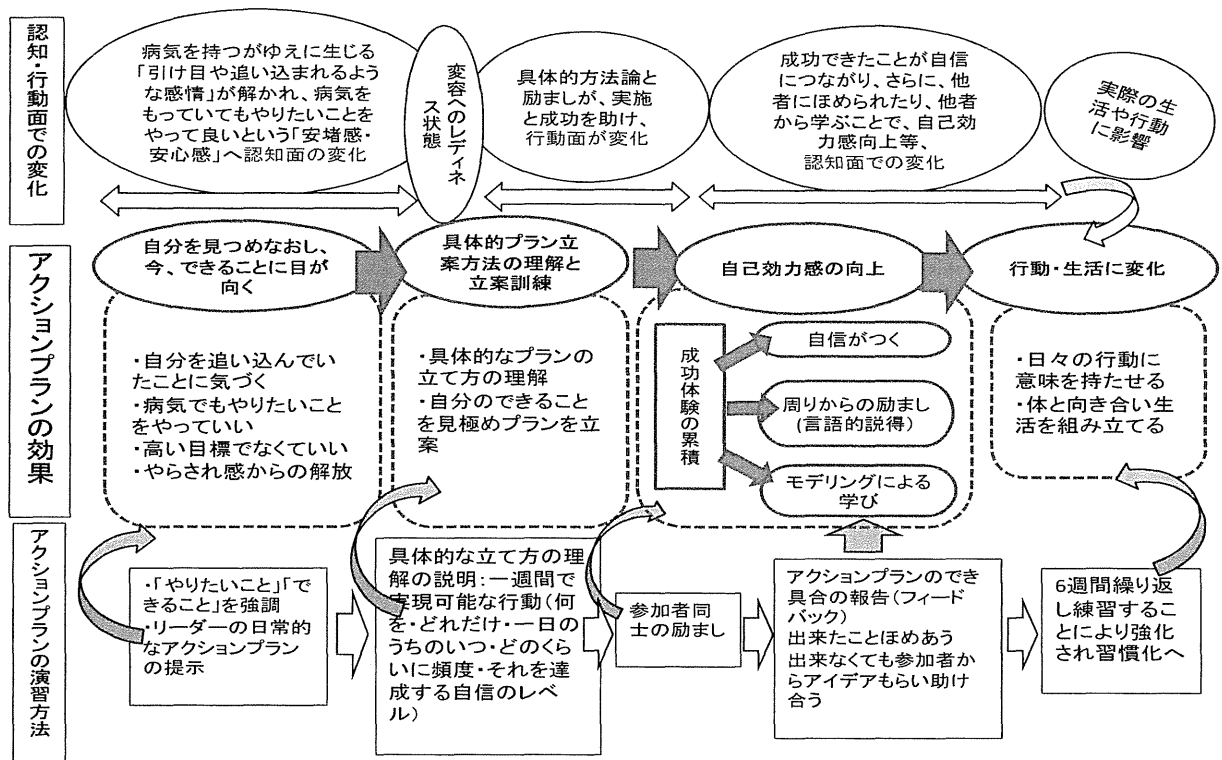 認知・行動面での変化
病気を持つがゆえに生じる
「引け目や追い込まれるよう
な感情」が解かれ、病気を
もっていてもやりたいことを
やって良いという「安堵感・
安心感」へ認知面の変化
変容へのレディネ
ス状態
具体的方法論と
励ましが、実施
と成功を助け、
行動面が変化
成功できたことが自信
につながり、さらに、他
者にほめられたり、他者
から学ぶことで、自己効
力感向上等、
認知面での変化
実際の生
活や行動
に影響
アクションプランの効果
自分を見つめなおし、
今、できることに目が
向く
具体的プラン立
案方法の理解と
立案訓練
自己効力感の向上
行動・生活に変化
・自分を追い込んでい
たことに気づく
・病気でもやりたいこと
をやっていい
・高い目標でなくていい
・やらされ感からの解放
・具体的なプランの
立て方の理解
・自分のできること
を見極めプランを立
案
成功体験の累積
自信がつく
周りからの励まし
(言語的説得)
モデリングによる
学び
・日々の行動に
意味を持たせる
・体と向き合い生
活を組み立てる
アクションプランの演習方法
・「やりたいこと」「で
きること」を強調
・リーダーの日常的
なアクションプラン
の提示
具体的な立て方の理
解の説明:一週間で
実現可能な行動(何
を・どれだけ・一日の
うちのいつ・どのくら
いに頻度・それを達
成する自信のレベ
ル)
参加者同
士の励まし
アクションプランのでき
具合の報告(フィード
バック)
出来たことほめあう
出来なくても参加者か
らアイデアもらい助け
合う
6週間繰り返
し練習するこ
とにより強化
され習慣化へ